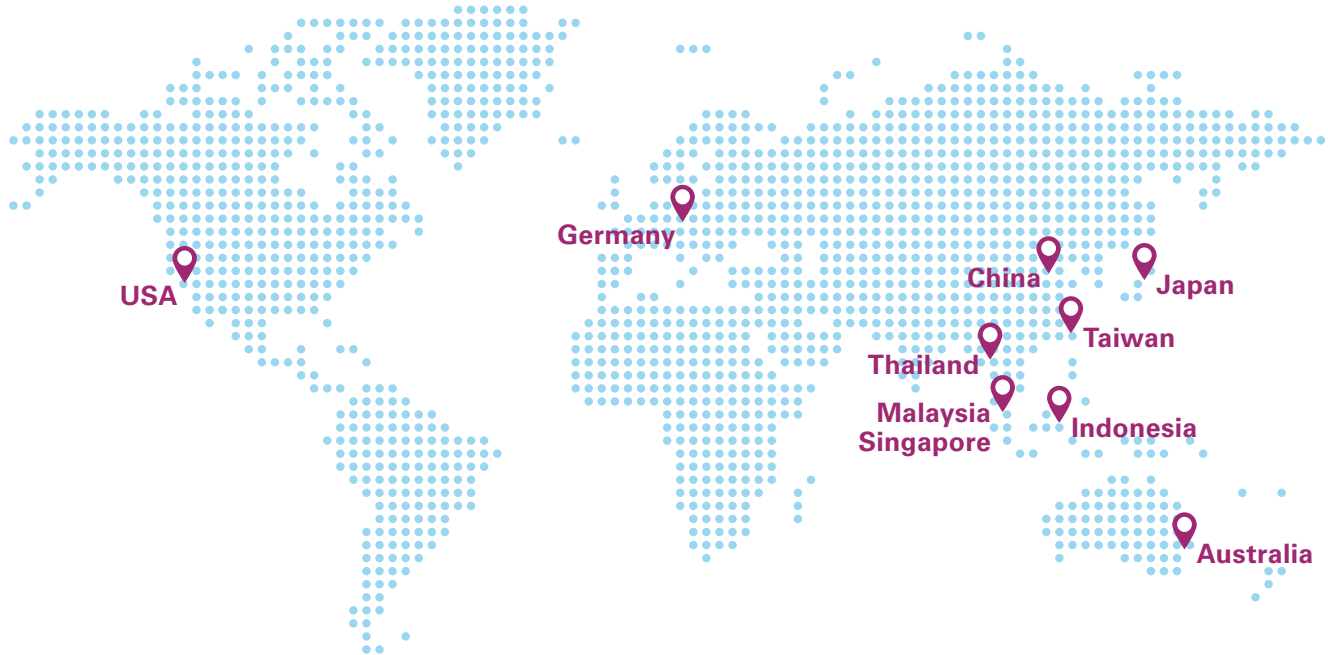 Germany
China
Japan
USA
Taiwan
Thailand
Malaysia
Singapore
Indonesia
Australia